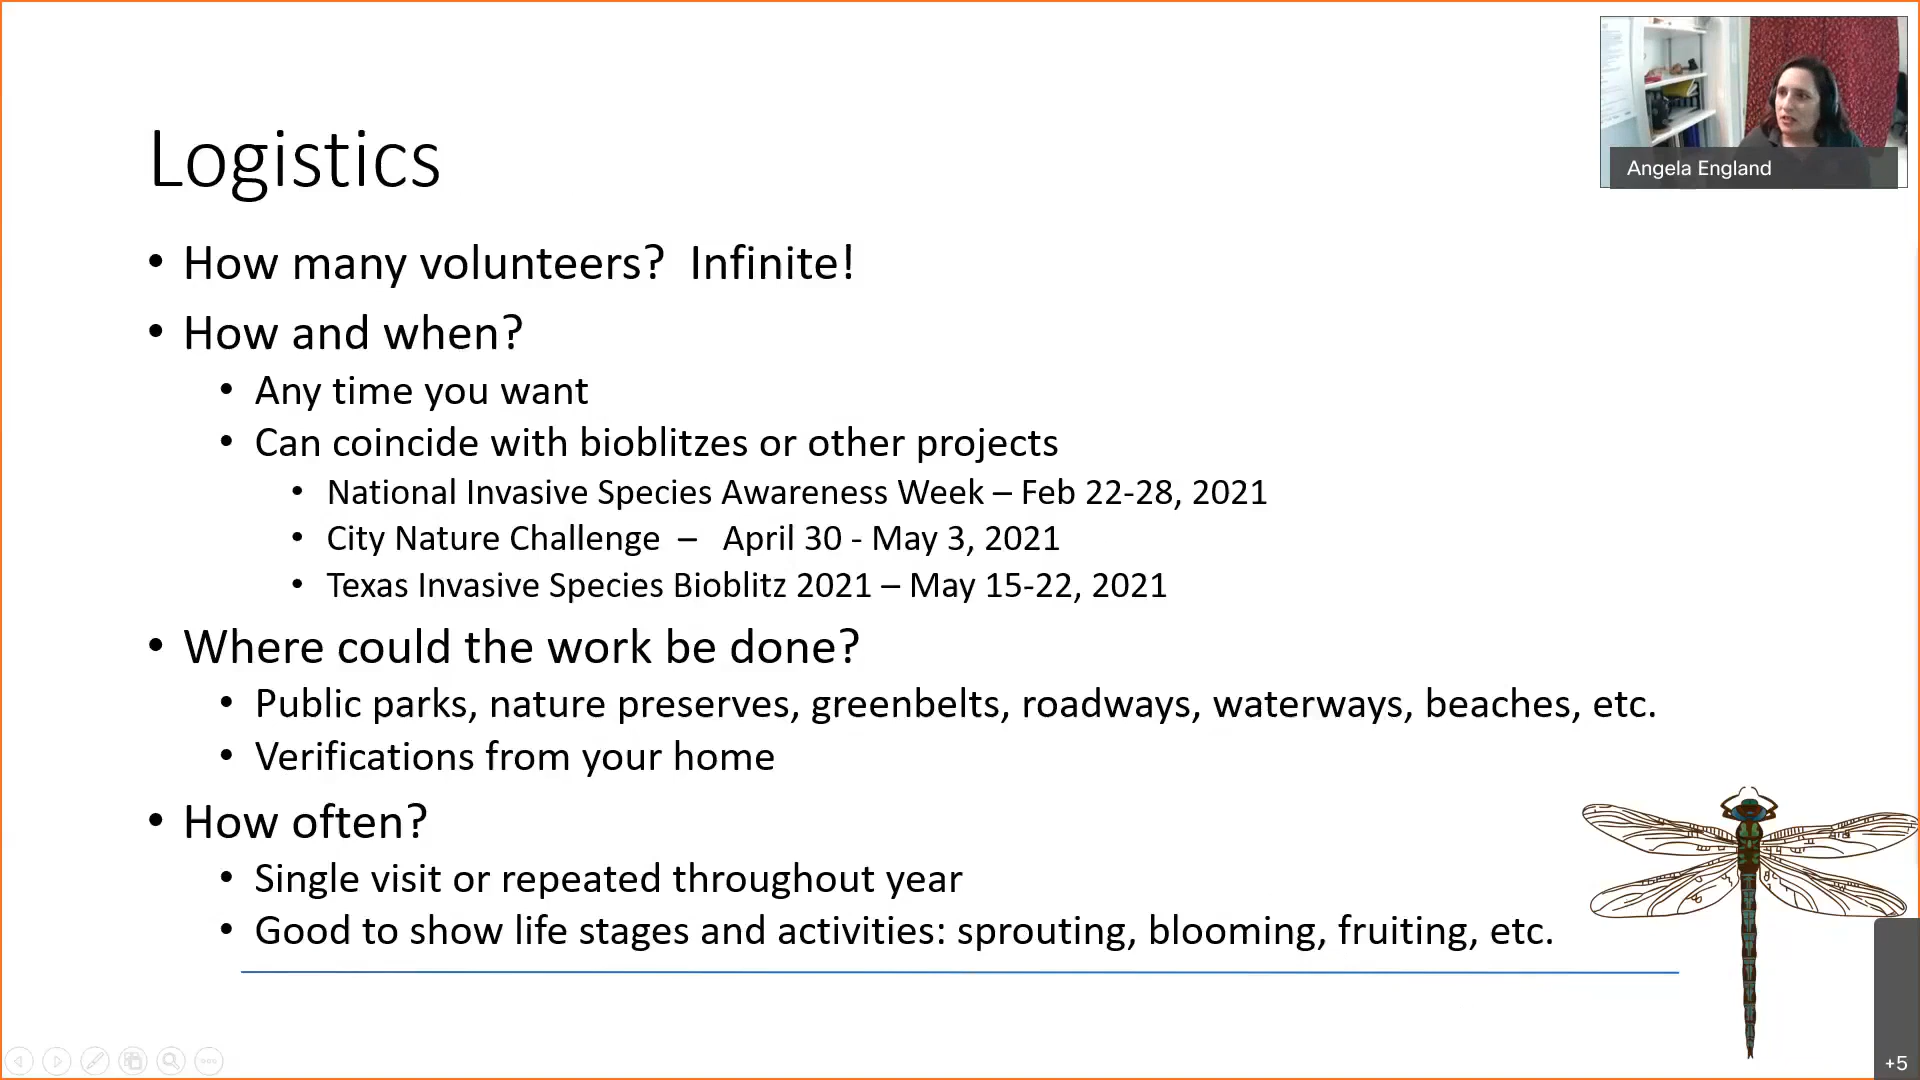 Angela England
Logistics
• How many volunteers? Infinite!
• How and when?
• Any time you want
• Can coincide with bioblitzes or other projects
• National Invasive Species Awareness Week – Feb 22-28, 2021
• City Nature Challenge – April 30 - May 3, 2021
• Texas Invasive Species Bioblitz 2021 – May 15-22, 2021
• Where could the work be done?
• Public parks, nature preserves, greenbelts, roadways, waterways, beaches, etc.
• Verifications from your home
• How often?
• Single visit or repeated throughout year
• Good to show life stages and activities: sprouting, blooming, fruiting, etc.
+5